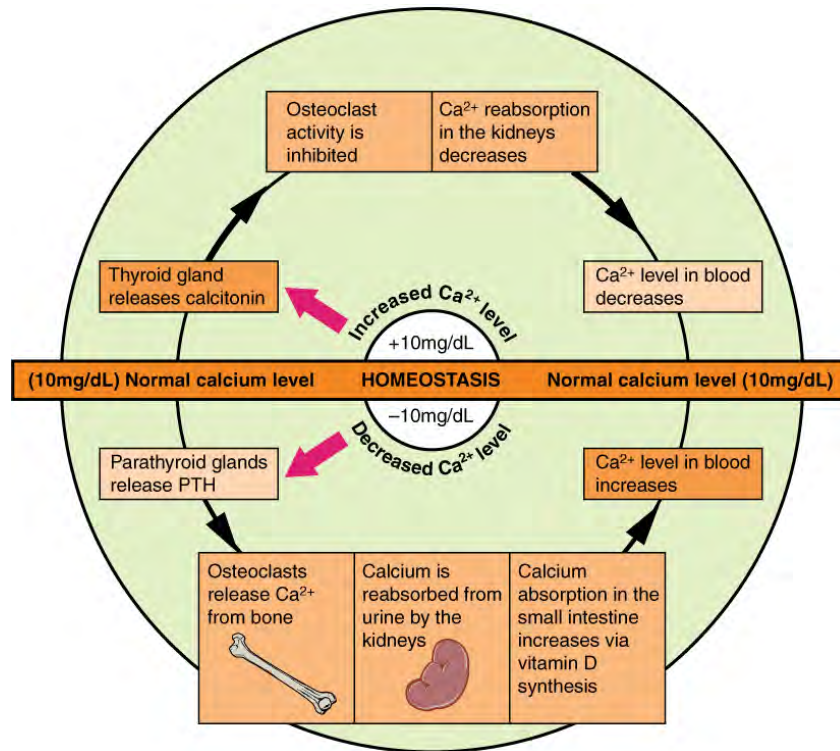 Osteoclast
activity is
inhibited
Ca²⁺ reabsorption
in the kidneys
decreases
Thyroid gland
releases calcitonin
Increased Ca²⁺ level
+10mg/dL
Ca²⁺ level in blood
decreases
(10mg/dL) Normal calcium level
HOMEOSTASIS
Normal calcium level (10mg/dL)
–10mg/dL
Decreased Ca²⁺ level
Parathyroid glands
release PTH
Ca²⁺ level in blood
increases
Osteoclasts
release Ca²⁺
from bone
Calcium is
reabsorbed from
urine by the
kidneys
Calcium
absorption in the
small intestine
increases via
vitamin D
synthesis